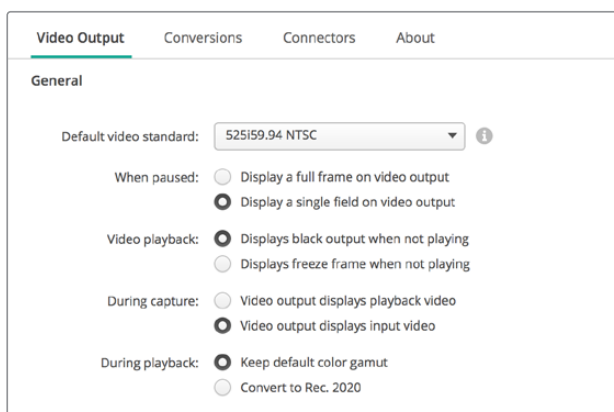 Video Output Conversions Connectors About
General
Default video standard: 525i59.94 NTSC
When paused: Display a full frame on video output
Display a single field on video output
Video playback: Displays black output when not playing
Displays freeze frame when not playing
During capture: Video output displays playback video
Video output displays input video
During playback: Keep default color gamut
Convert to Rec. 2020